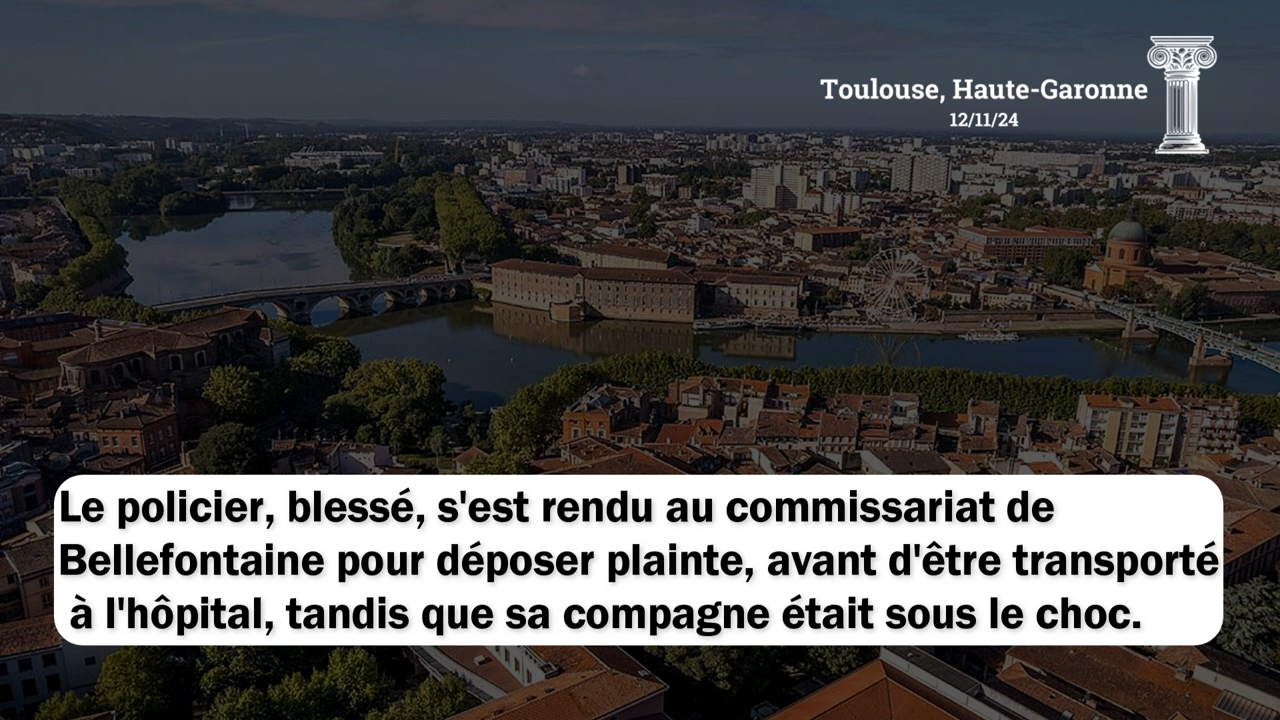 Toulouse, Haute-Garonne
12/11/24
Le policier, blessé, s'est rendu au commissariat de
Bellefontaine pour déposer plainte, avant d'être transporté
à l'hôpital, tandis que sa compagne était sous le choc.